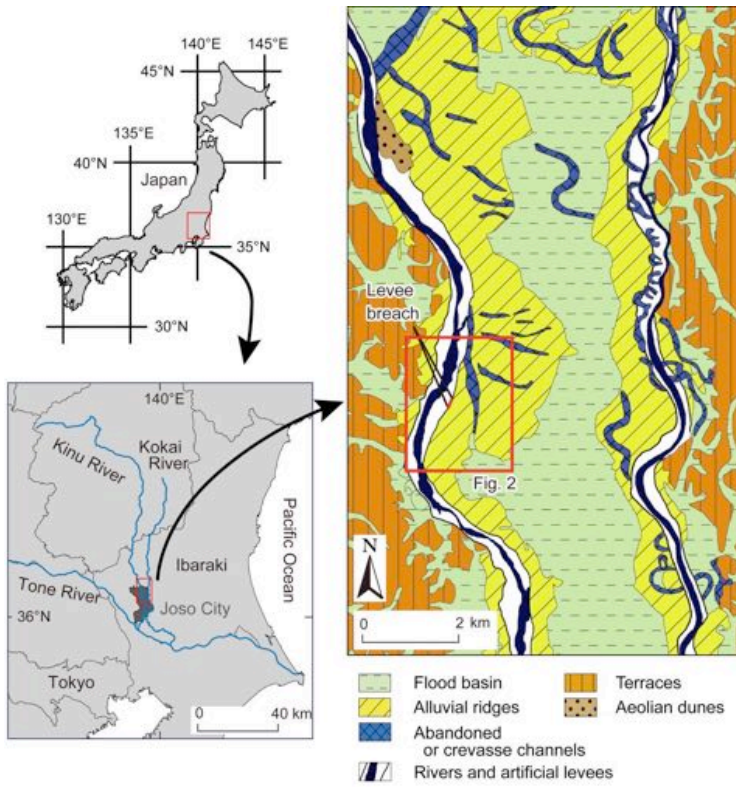 140°E
145°E
45°N
135°E
40°N
Japan
130°E
35°N
30°N
140°E
Kinu River
Kokai
River
Pacific Ocean
Ibaraki
Tone River
Joso City
36°N
Tokyo
0
40 km
Levee
breach
Fig. 2
N
0
2 km
Flood basin
Terraces
Alluvial ridges
Aeolian dunes
Abandoned
or crevasse channels
Rivers and artificial levees